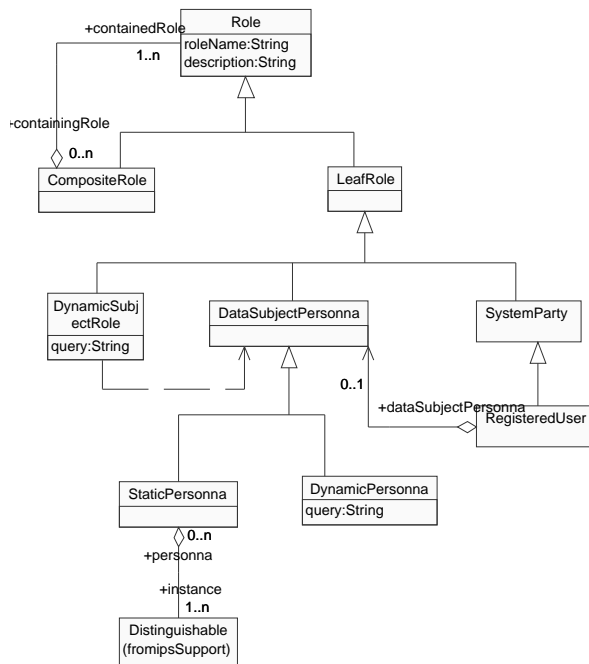 Role
+containedRole
roleName:String
1..n
description:String
+containingRole
0..n
CompositeRole
LeafRole
DynamicSubj
ectRole
query:String
DataSubjectPersonna
SystemParty
0..1
+dataSubjectPersonna
RegisteredUser
StaticPersonna
DynamicPersonna
query:String
0..n
+personna
+instance
1..n
Distinguishable
(fromipsSupport)